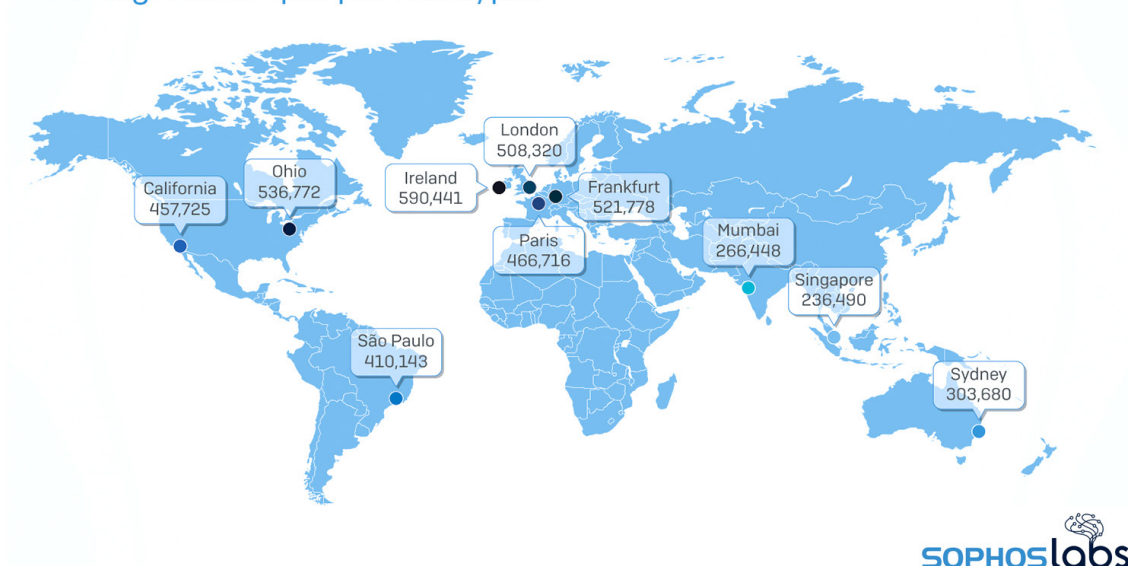 California
457,725
Ohio
536,772
Ireland
590,441
London
508,320
Frankfurt
521,778
Paris
466,716
Mumbai
266,448
Singapore
236,490
São Paulo
410,143
Sydney
303,680
SOPHOSlabs